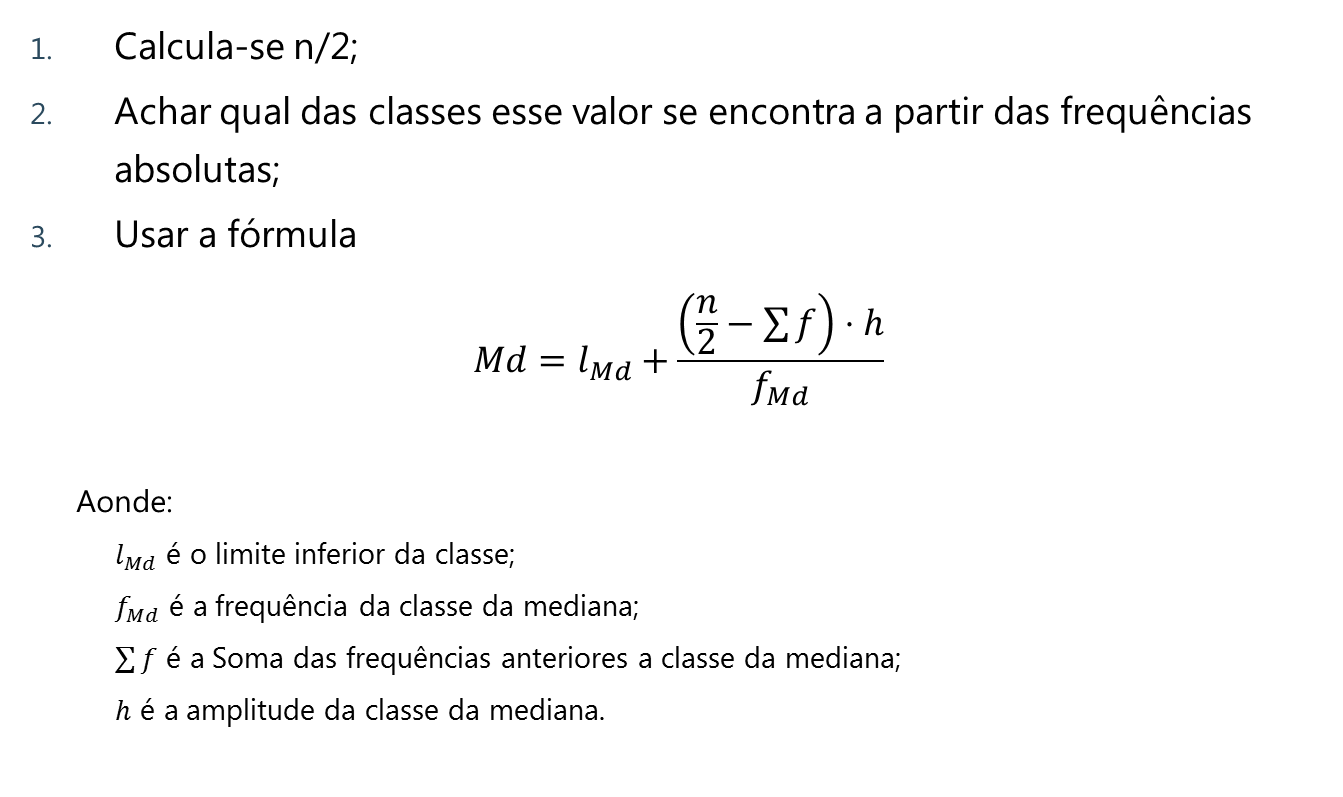 1. Calcula-se n/2;
2. Achar qual das classes esse valor se encontra a partir das frequências
absolutas;
3. Usar a fórmula
Md = l_Md + ((n/2 − ∑f) · h) / f_Md
Aonde:
l_Md é o limite inferior da classe;
f_Md é a frequência da classe da mediana;
∑f é a Soma das frequências anteriores a classe da mediana;
h é a amplitude da classe da mediana.